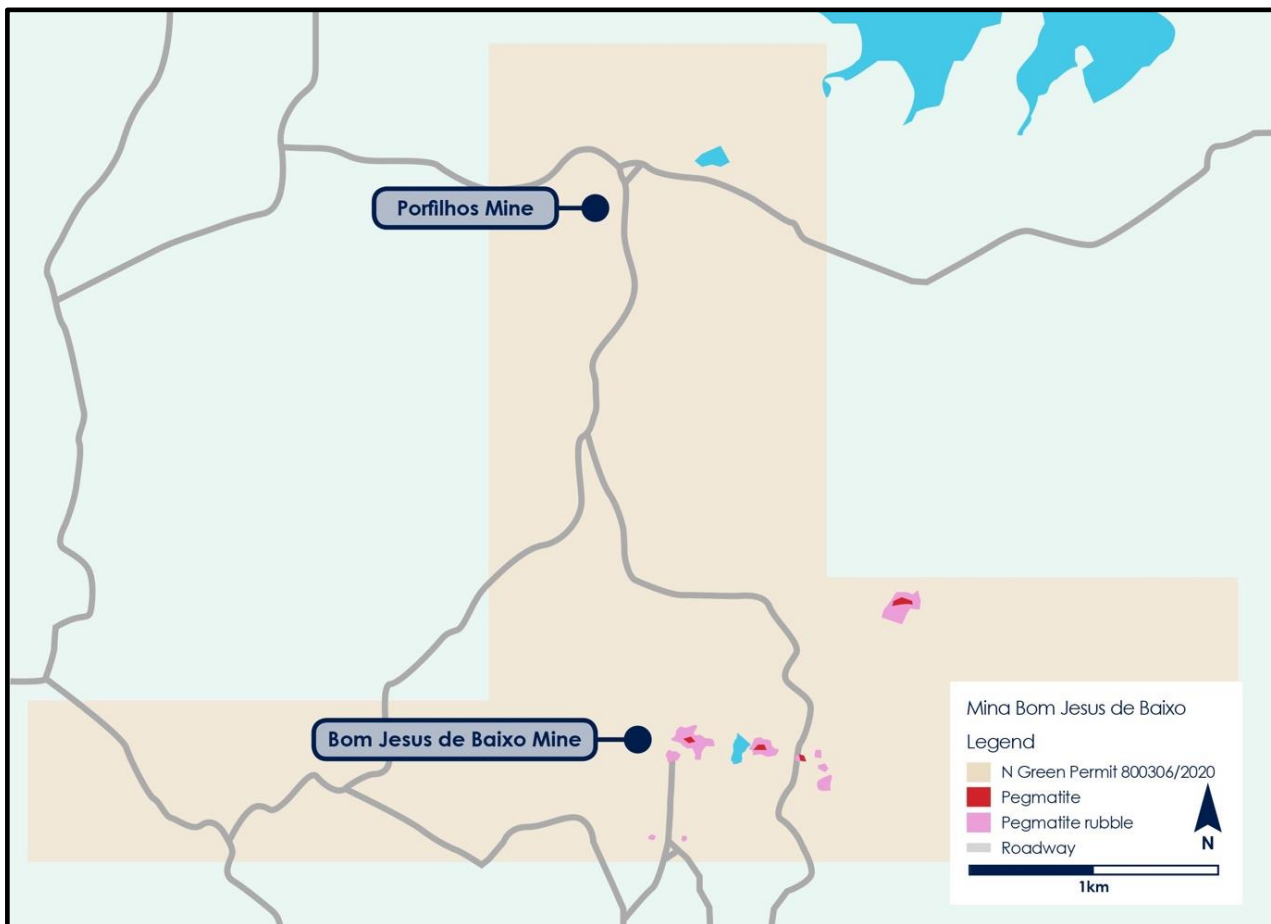 Porfilhos Mine
Bom Jesus de Baixo Mine
Mina Bom Jesus de Baixo
Legend
N Green Permit 800306/2020
Pegmatite
Pegmatite rubble
Roadway
N
1km